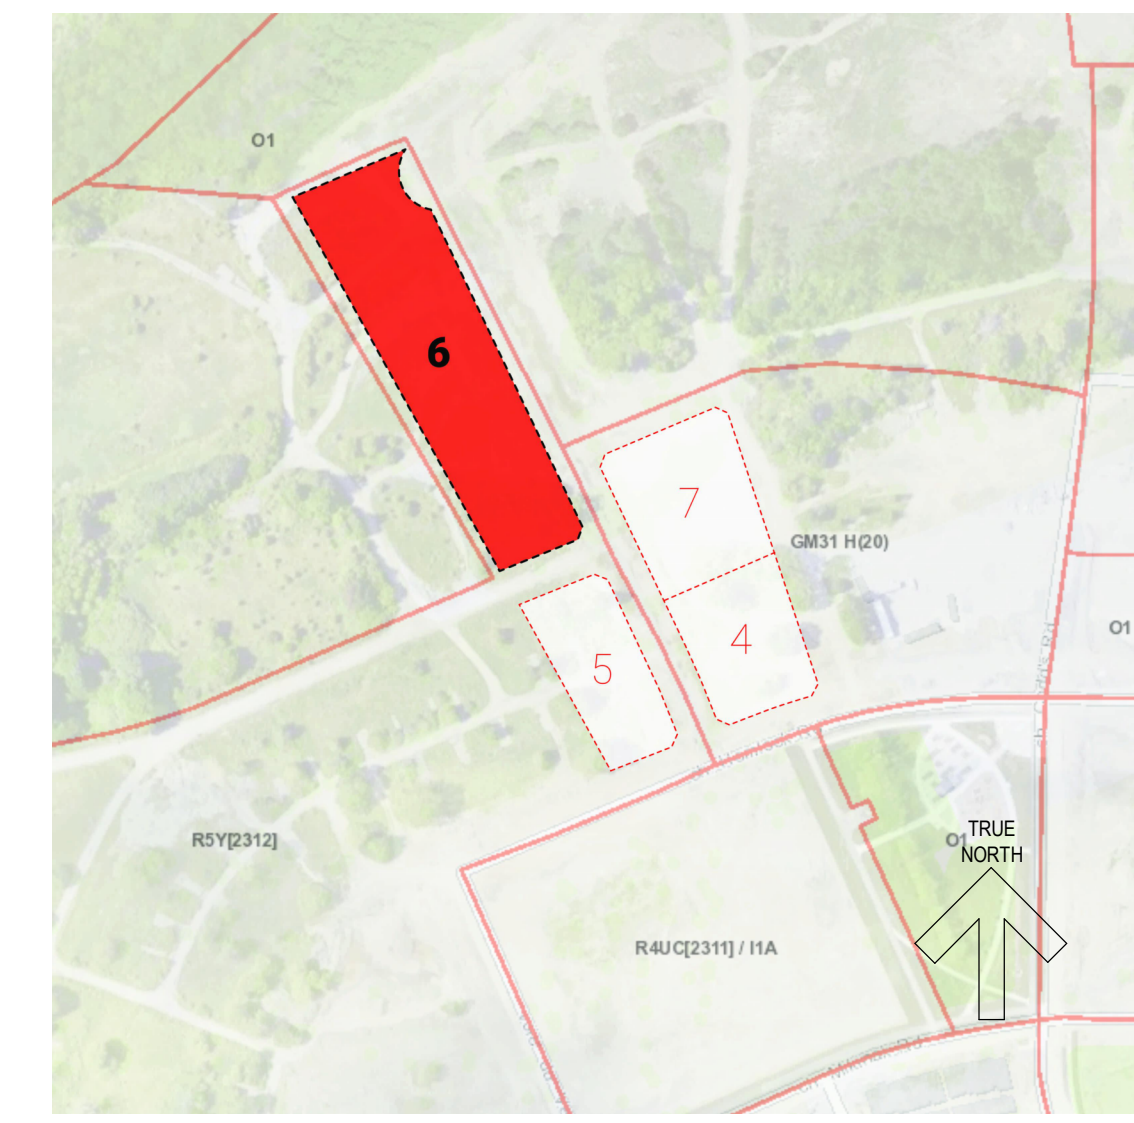 O1
6
7
GM31 H(20)
O1
4
5
R5Y[2312]
O1
TRUE
NORTH
R4UC[2311] / I1A